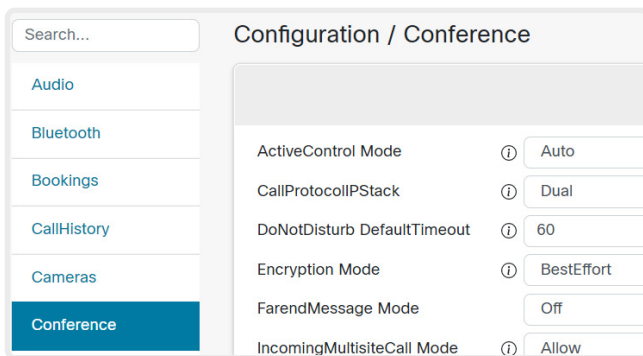 Search...
Configuration / Conference
Audio
Bluetooth
Bookings
CallHistory
Cameras
Conference
ActiveControl Mode Auto
CallProtocolIPStack Dual
DoNotDisturb DefaultTimeout 60
Encryption Mode BestEffort
FarendMessage Mode Off
IncomingMultisiteCall Mode Allow